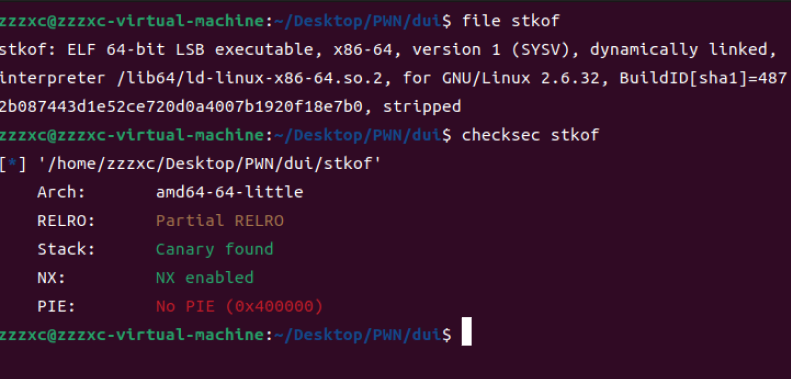 zzzxc@zzzxc-virtual-machine:~/Desktop/PWN/dui$ file stkof
stkof: ELF 64-bit LSB executable, x86-64, version 1 (SYSV), dynamically linked,
interpreter /lib64/ld-linux-x86-64.so.2, for GNU/Linux 2.6.32, BuildID[sha1]=487
2b087443d1e52ce720d0a4007b1920f18e7b0, stripped
zzzxc@zzzxc-virtual-machine:~/Desktop/PWN/dui$ checksec stkof
[*] '/home/zzzxc/Desktop/PWN/dui/stkof'
    Arch:     amd64-64-little
    RELRO:    Partial RELRO
    Stack:    Canary found
    NX:       NX enabled
    PIE:      No PIE (0x400000)
zzzxc@zzzxc-virtual-machine:~/Desktop/PWN/dui$